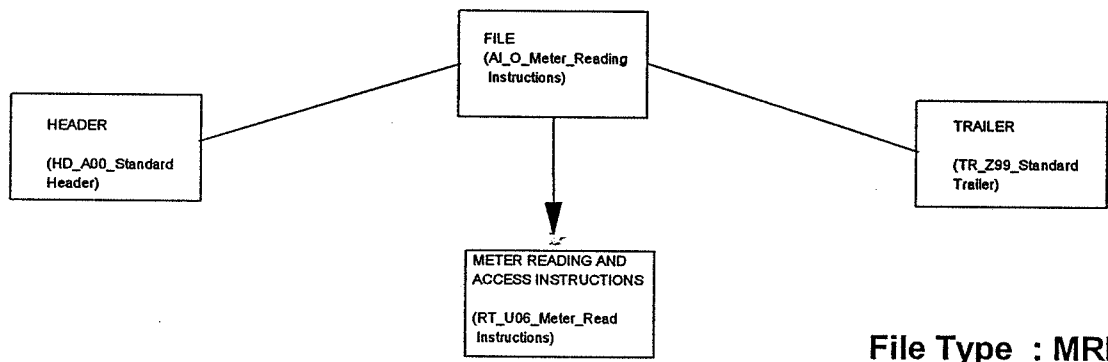 FILE
(AI_O_Meter_Reading
Instructions)
HEADER
(HD_A00_Standard
Header)
TRAILER
(TR_Z99_Standard
Trailer)
METER READING AND
ACCESS INSTRUCTIONS
(RT_U06_Meter_Read
Instructions)
File Type : MR